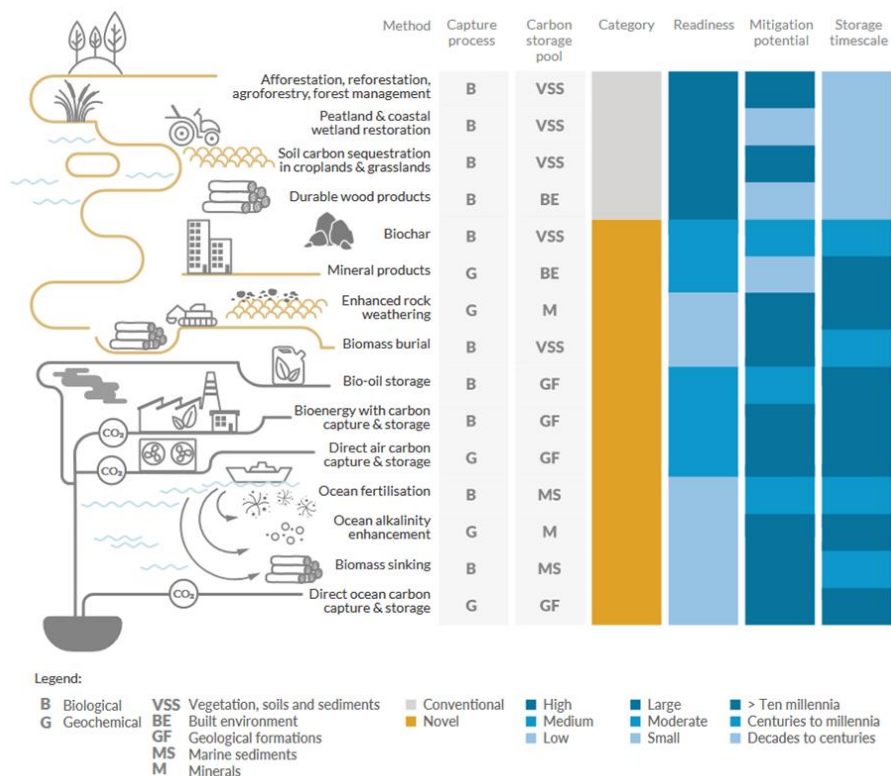 Method Capture process Carbon storage pool Category Readiness Mitigation potential Storage timescale
Afforestation, reforestation,
agroforestry, forest management B VSS
Peatland & coastal
wetland restoration B VSS
Soil carbon sequestration
in croplands & grasslands B VSS
Durable wood products B BE
Biochar B VSS
Mineral products G BE
Enhanced rock
weathering G M
Biomass burial B VSS
Bio-oil storage B GF
Bioenergy with carbon
capture & storage B GF
CO₂
Direct air carbon
capture & storage G GF
CO₂
Ocean fertilisation B MS
Ocean alkalinity
enhancement G M
Biomass sinking B MS
Direct ocean carbon
capture & storage G GF
CO₂
Legend:
B Biological
G Geochemical
VSS Vegetation, soils and sediments
BE Built environment
GF Geological formations
MS Marine sediments
M Minerals
Conventional
Novel
High
Medium
Low
Large
Moderate
Small
> Ten millennia
Centuries to millennia
Decades to centuries